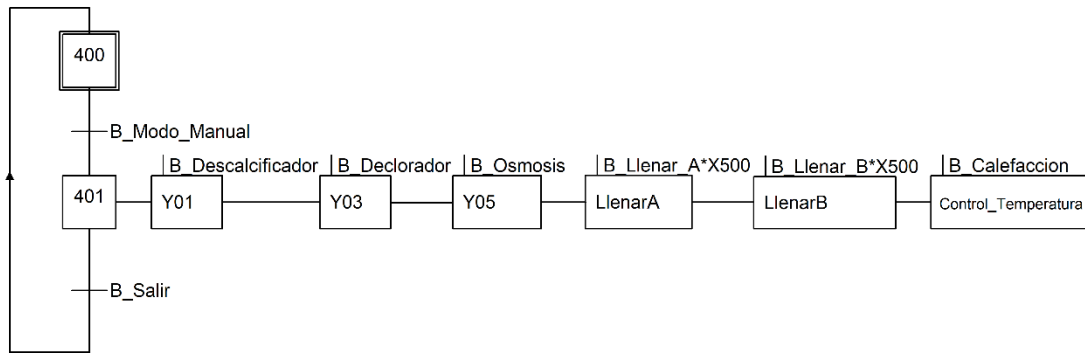 400
B_Modo_Manual
B_Descalcificador
B_Declorador
B_Osmosis
B_Llenar_A*X500
B_Llenar_B*X500
B_Calefaccion
401
Y01
Y03
Y05
LlenarA
LlenarB
Control_Temperatura
B_Salir